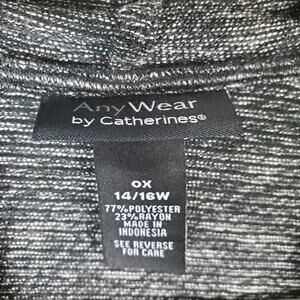 AnyWear
by Catherines®
0X
14/16W
77%POLYESTER
23%RAYON
MADE IN
INDONESIA
SEE REVERSE
FOR CARE